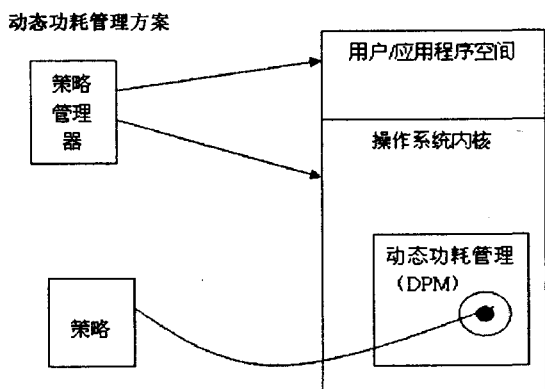 动态功耗管理方案
用户/应用程序空间
策略
管理
器
操作系统内核
动态功耗管理
（DPM）
策略